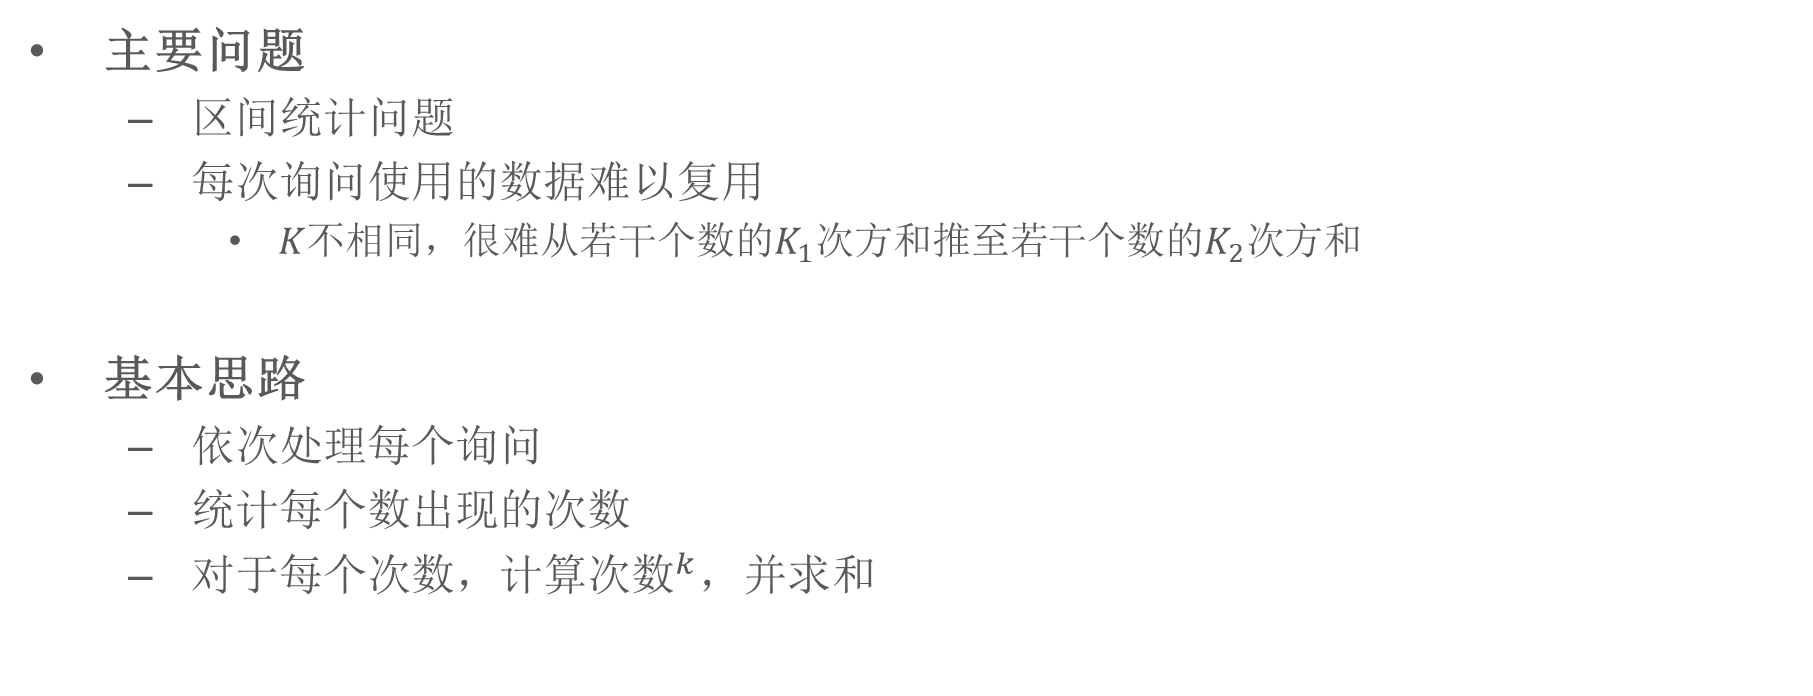 • 主要问题
– 区间统计问题
– 每次询问使用的数据难以复用
• K不相同，很难从若干个数的K₁次方和推至若干个数的K₂次方和
• 基本思路
– 依次处理每个询问
– 统计每个数出现的次数
– 对于每个次数，计算次数ᵏ，并求和